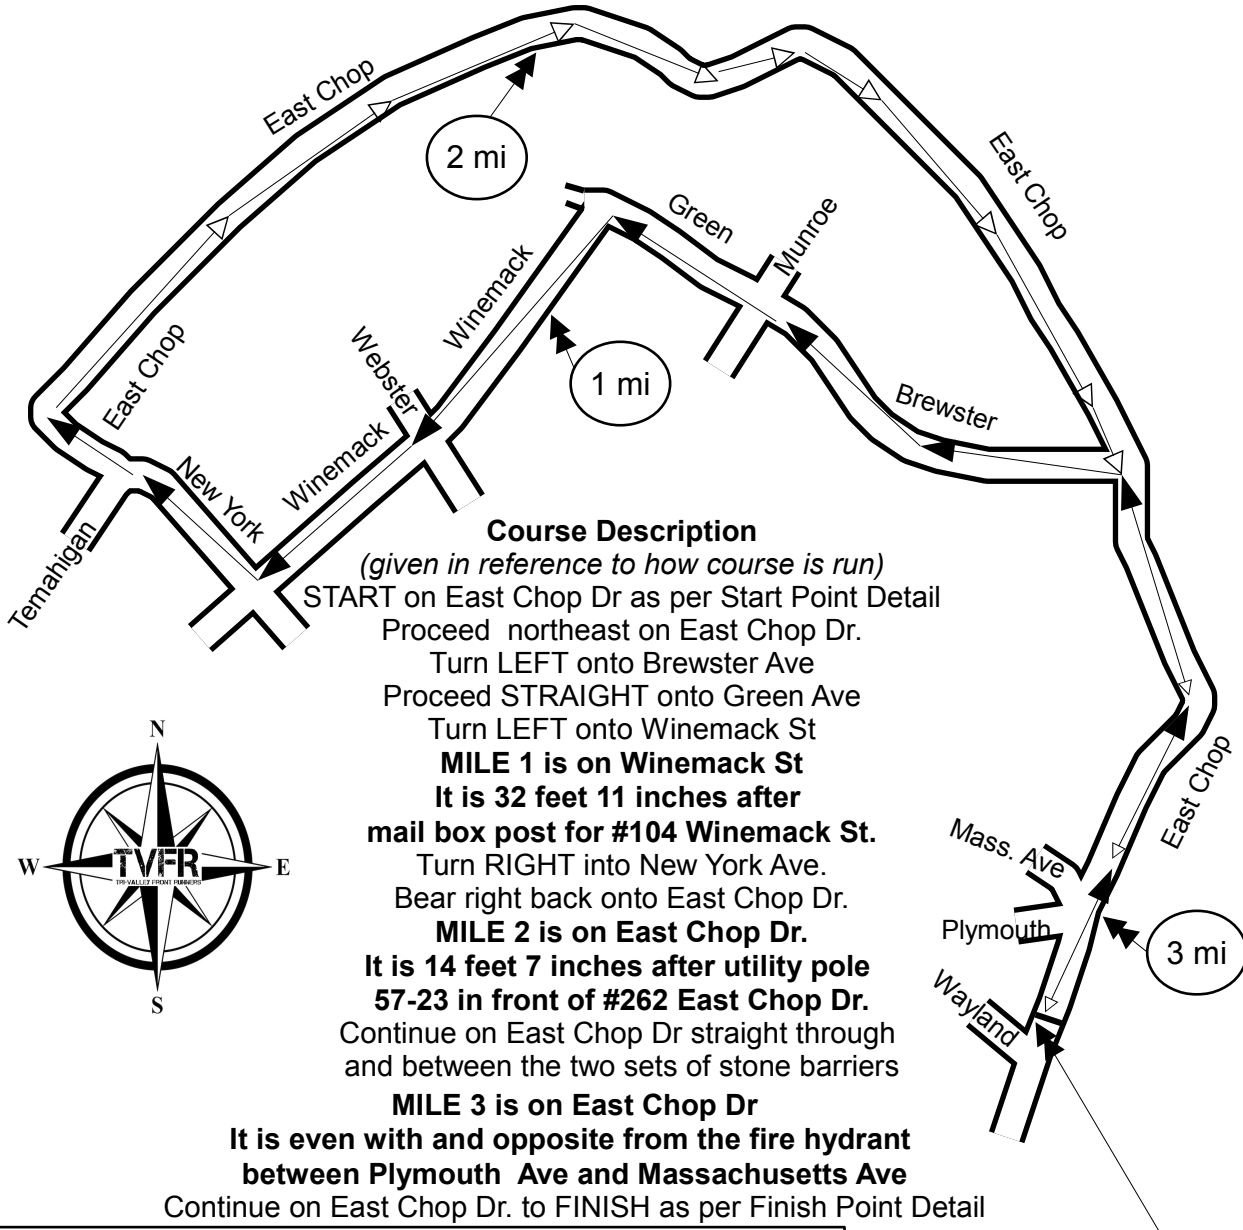 East Chop
2 mi
East Chop
Green
Munroe
Winemack
1 mi
Webster
East Chop
Brewster
Winemack
New York
Temahigan
Course Description
(given in reference to how course is run)
START on East Chop Dr as per Start Point Detail
Proceed northeast on East Chop Dr.
Turn LEFT onto Brewster Ave
Proceed STRAIGHT onto Green Ave
Turn LEFT onto Winemack St
MILE 1 is on Winemack St
It is 32 feet 11 inches after
mail box post for #104 Winemack St.
Turn RIGHT into New York Ave.
Bear right back onto East Chop Dr.
MILE 2 is on East Chop Dr.
It is 14 feet 7 inches after utility pole
57-23 in front of #262 East Chop Dr.
Continue on East Chop Dr straight through
and between the two sets of stone barriers
MILE 3 is on East Chop Dr
It is even with and opposite from the fire hydrant
between Plymouth Ave and Massachusetts Ave
Continue on East Chop Dr. to FINISH as per Finish Point Detail
N
W
E
S
TVFR
TRI-VALLEY FRONT RUNNERS
East Chop
Mass. Ave
Plymouth
3 mi
Wayland